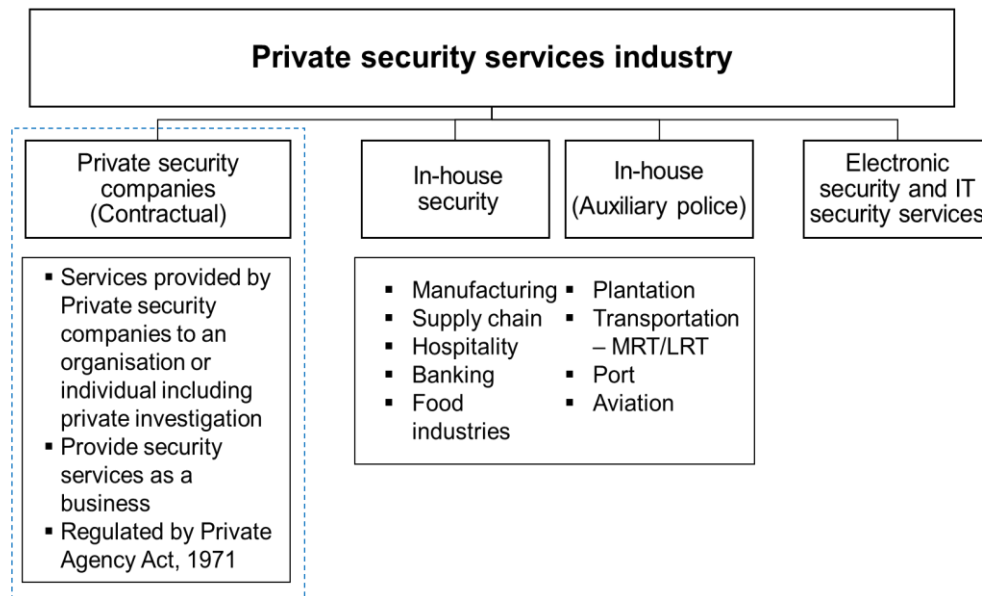 Private security services industry
Private security
companies
(Contractual)
In-house
security
In-house
(Auxiliary police)
Electronic
security and IT
security services
▪ Services provided by
Private security
companies to an
organisation or
individual including
private investigation
▪ Provide security
services as a
business
▪ Regulated by Private
Agency Act, 1971
▪ Manufacturing
▪ Supply chain
▪ Hospitality
▪ Banking
▪ Food
industries
▪ Plantation
▪ Transportation
– MRT/LRT
▪ Port
▪ Aviation